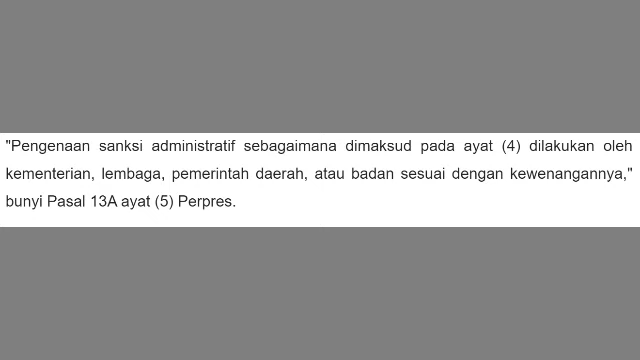 "Pengenaan sanksi administratif sebagaimana dimaksud pada ayat (4) dilakukan oleh
kementerian, lembaga, pemerintah daerah, atau badan sesuai dengan kewenangannya,"
bunyi Pasal 13A ayat (5) Perpres.